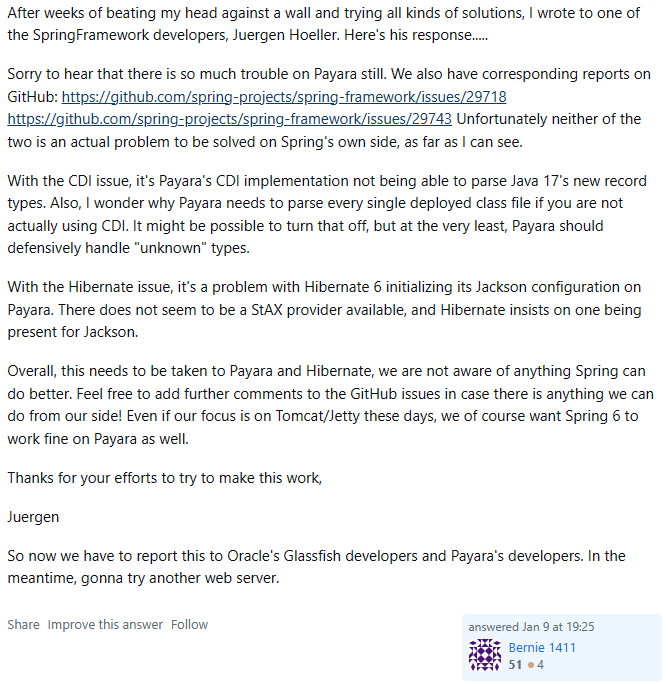 After weeks of beating my head against a wall and trying all kinds of solutions, I wrote to one of
the SpringFramework developers, Juergen Hoeller. Here's his response.....
Sorry to hear that there is so much trouble on Payara still. We also have corresponding reports on
GitHub: https://github.com/spring-projects/spring-framework/issues/29718
https://github.com/spring-projects/spring-framework/issues/29743 Unfortunately neither of the
two is an actual problem to be solved on Spring's own side, as far as I can see.
With the CDI issue, it's Payara's CDI implementation not being able to parse Java 17's new record
types. Also, I wonder why Payara needs to parse every single deployed class file if you are not
actually using CDI. It might be possible to turn that off, but at the very least, Payara should
defensively handle "unknown" types.
With the Hibernate issue, it's a problem with Hibernate 6 initializing its Jackson configuration on
Payara. There does not seem to be a StAX provider available, and Hibernate insists on one being
present for Jackson.
Overall, this needs to be taken to Payara and Hibernate, we are not aware of anything Spring can
do better. Feel free to add further comments to the GitHub issues in case there is anything we can
do from our side! Even if our focus is on Tomcat/Jetty these days, we of course want Spring 6 to
work fine on Payara as well.
Thanks for your efforts to try to make this work,
Juergen
So now we have to report this to Oracle's Glassfish developers and Payara's developers. In the
meantime, gonna try another web server.
Share Improve this answer Follow
answered Jan 9 at 19:25
Bernie 1411
51 4